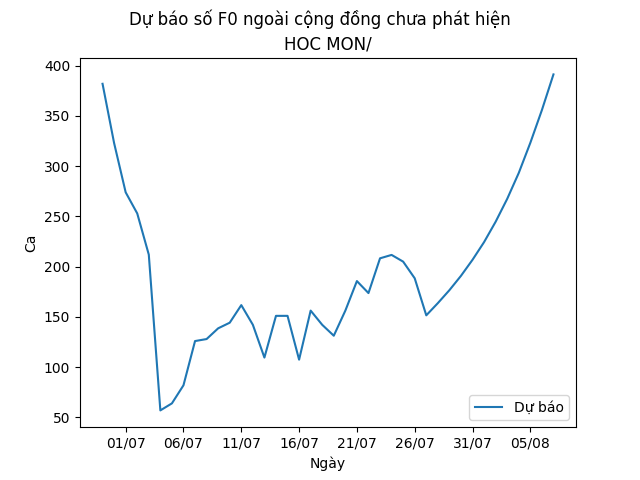 Dự báo số F0 ngoài cộng đồng chưa phát hiện
HOC MON/
Ca
400
350
300
250
200
150
100
50
01/07 06/07 11/07 16/07 21/07 26/07 31/07 05/08
Ngày
Dự báo